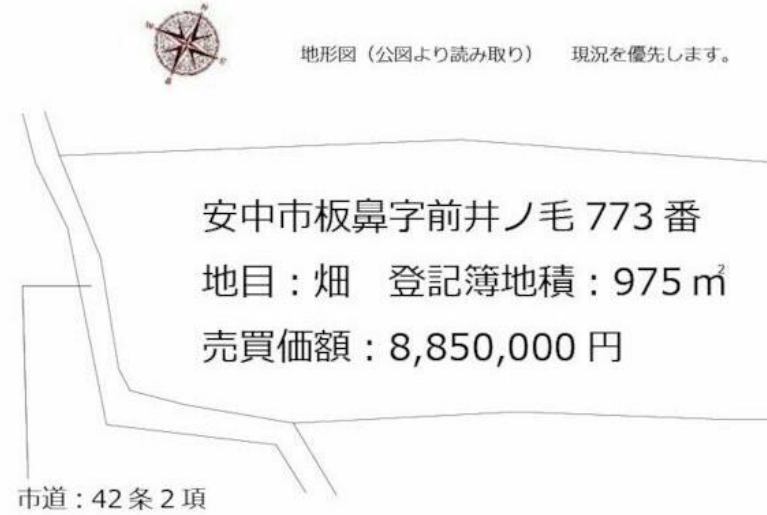 地形図（公図より読み取り）　現況を優先します。
安中市板鼻字前井ノ毛 773 番
地目：畑　登記簿地積：975 ㎡
売買価額：8,850,000 円
市道：42 条 2 項